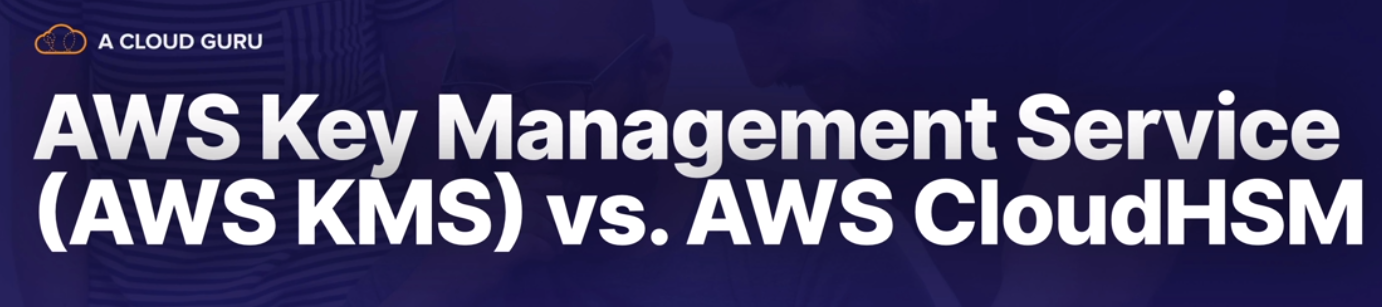 A CLOUD GURU
AWS Key Management Service
(AWS KMS) vs. AWS CloudHSM